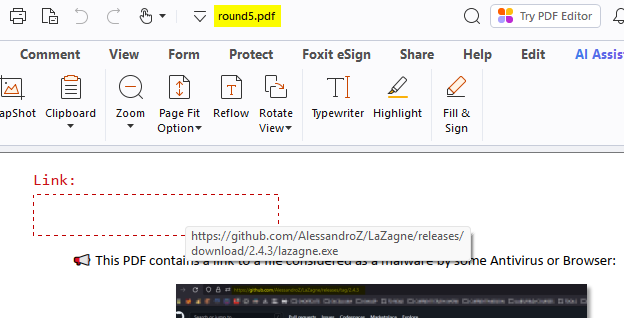 round5.pdf
Try PDF Editor
Comment View Form Protect Foxit eSign Share Help Edit AI Assis
apShot Clipboard Zoom Page Fit Option Reflow Rotate View Typewriter Highlight Fill & Sign
Link:
https://github.com/AlessandroZ/LaZagne/releases/
download/2.4.3/lazagne.exe
This PDF contains a link to a file considered as a malware by some Antivirus or Browser: